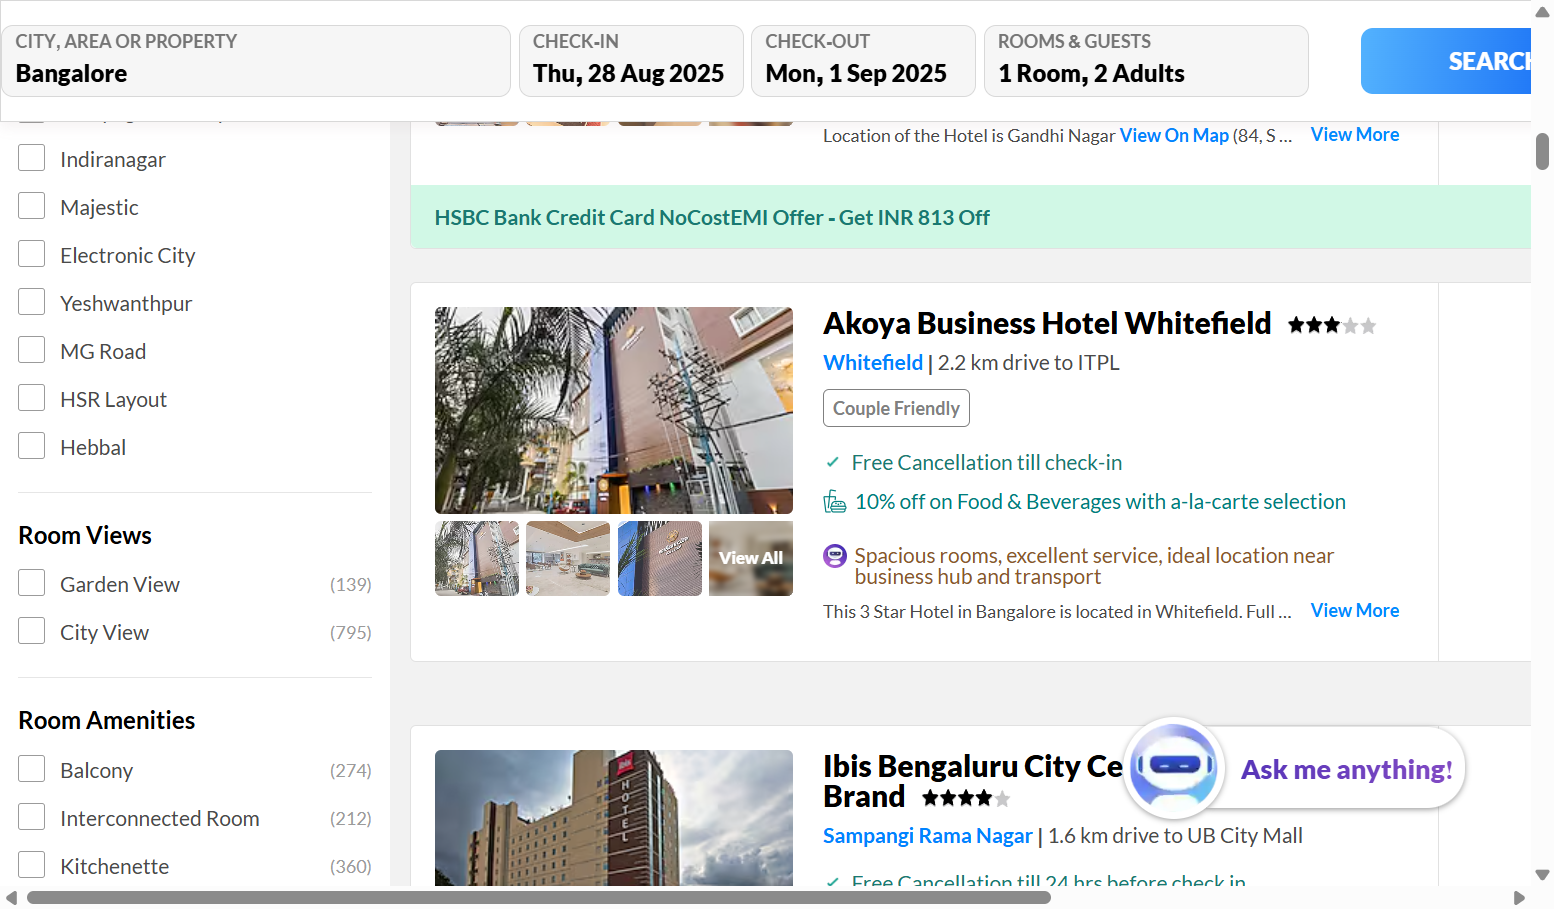 CITY, AREA OR PROPERTY
Bangalore
CHECK-IN
Thu, 28 Aug 2025
CHECK-OUT
Mon, 1 Sep 2025
ROOMS & GUESTS
1 Room, 2 Adults
SEARCH
Indiranagar
Majestic
Electronic City
Yeshwanthpur
MG Road
HSR Layout
Hebbal
Room Views
Garden View (139)
City View (795)
Room Amenities
Balcony (274)
Interconnected Room (212)
Kitchenette (360)
Location of the Hotel is Gandhi Nagar View On Map (84, S ... View More
HSBC Bank Credit Card NoCostEMI Offer - Get INR 813 Off
Akoya Business Hotel Whitefield
Whitefield | 2.2 km drive to ITPL
Couple Friendly
Free Cancellation till check-in
10% off on Food & Beverages with a-la-carte selection
Spacious rooms, excellent service, ideal location near
business hub and transport
This 3 Star Hotel in Bangalore is located in Whitefield. Full ... View More
View All
ibis
HOTEL
Ibis Bengaluru City Ce
Brand
Sampangi Rama Nagar | 1.6 km drive to UB City Mall
Free Cancellation till 24 hrs before check in
Ask me anything!